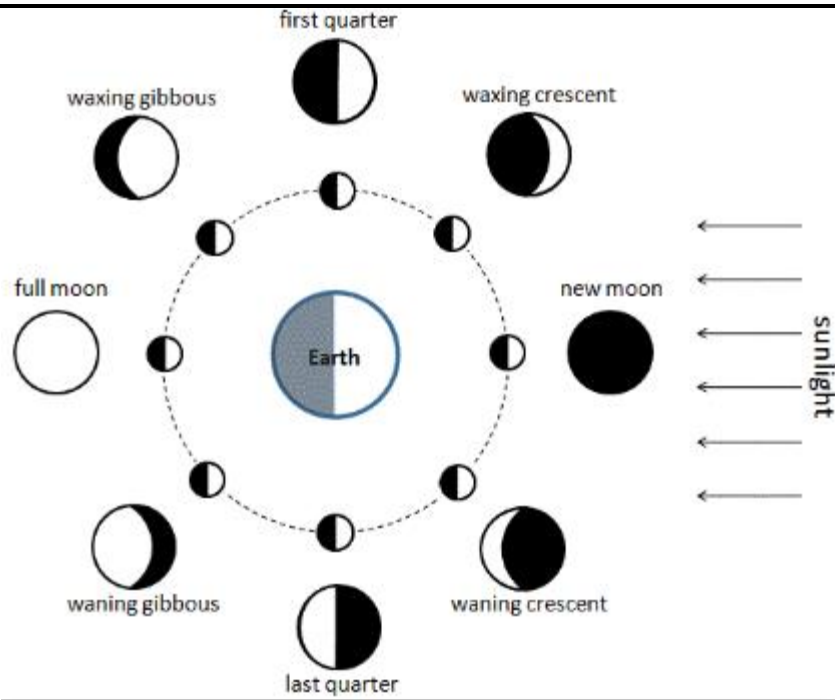 first quarter
waxing gibbous
waxing crescent
full moon
new moon
Earth
sunlight
waning gibbous
waning crescent
last quarter